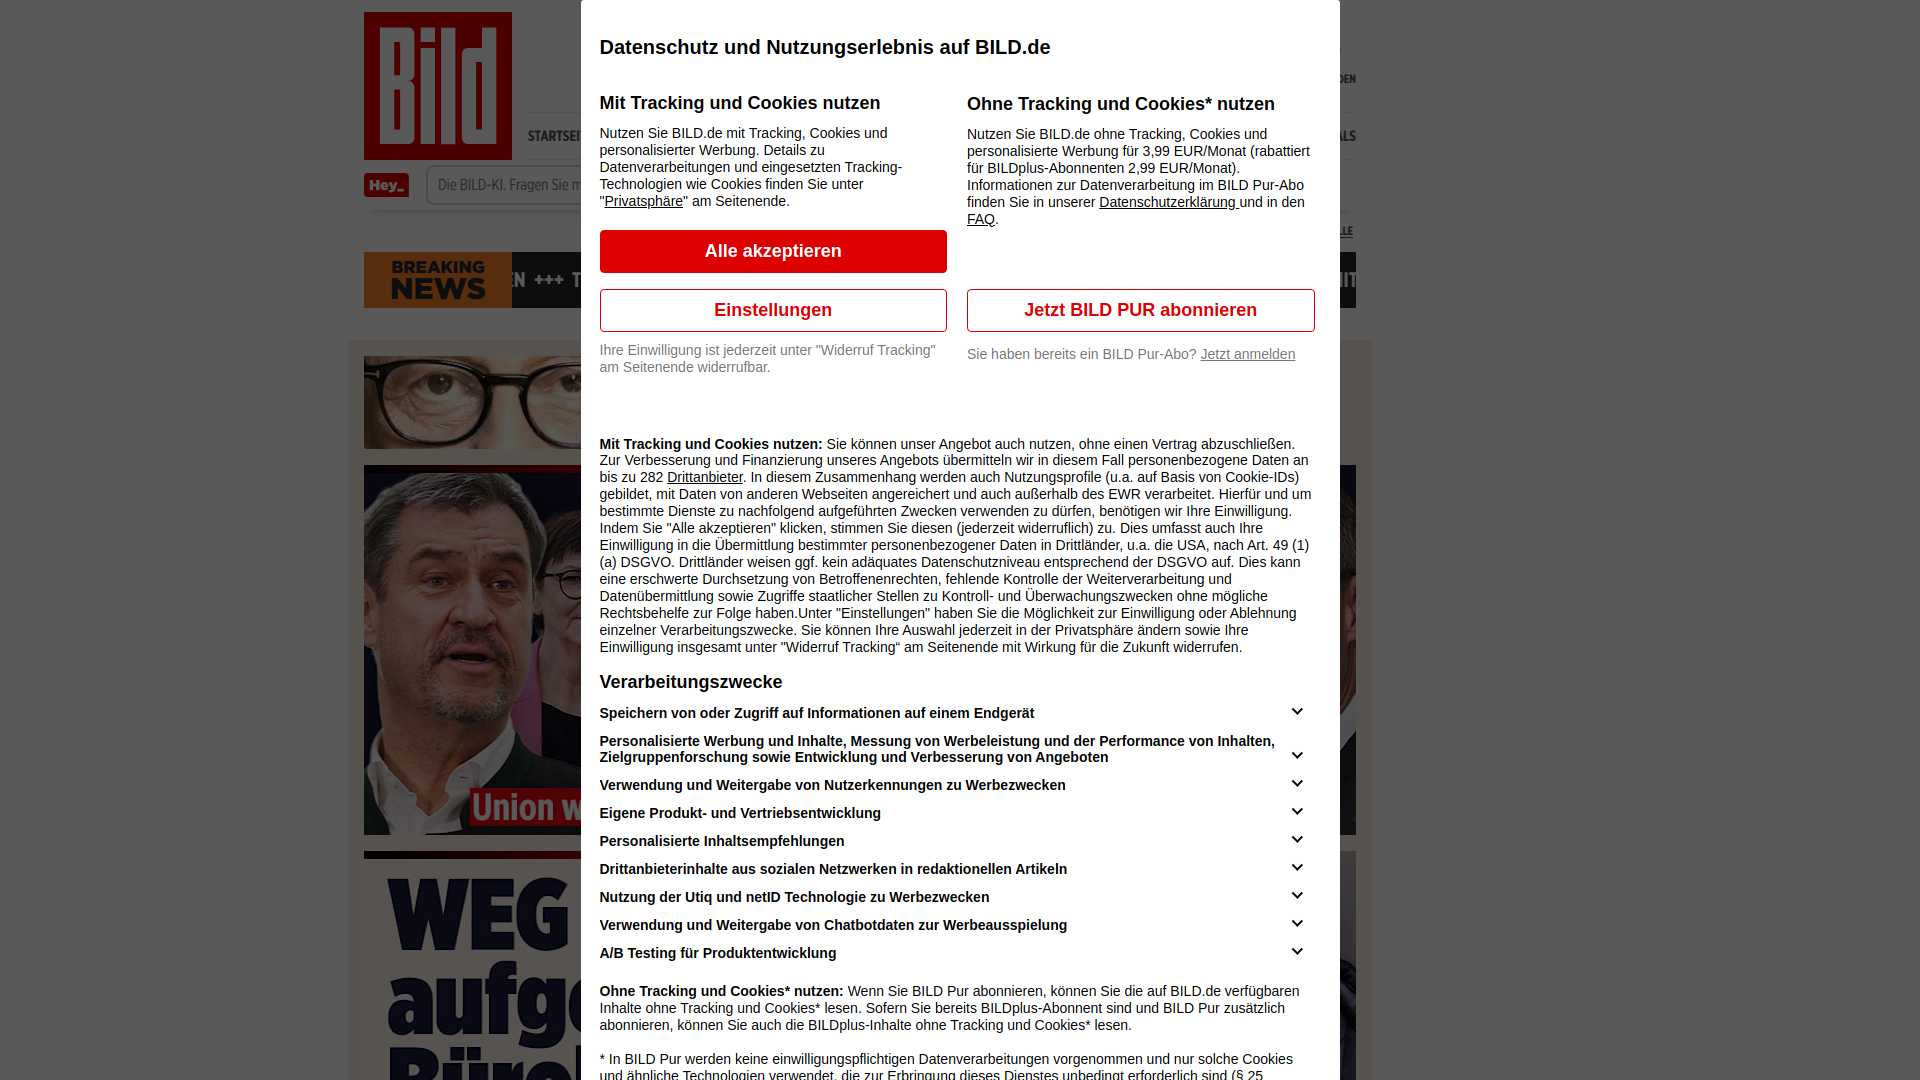 Bild
STARTSEI
Hey_
Die BILD-KI. Fragen Sie m
BREAKING
NEWS
EN +++ T
Union w
WEG
aufge
Büro
DEN
ALS
LLE
MIT
Datenschutz und Nutzungserlebnis auf BILD.de
Mit Tracking und Cookies nutzen
Nutzen Sie BILD.de mit Tracking, Cookies und
personalisierter Werbung. Details zu
Datenverarbeitungen und eingesetzten Tracking-
Technologien wie Cookies finden Sie unter
"Privatsphäre" am Seitenende.
Alle akzeptieren
Einstellungen
Ihre Einwilligung ist jederzeit unter "Widerruf Tracking"
am Seitenende widerrufbar.
Ohne Tracking und Cookies* nutzen
Nutzen Sie BILD.de ohne Tracking, Cookies und
personalisierte Werbung für 3,99 EUR/Monat (rabattiert
für BILDplus-Abonnenten 2,99 EUR/Monat).
Informationen zur Datenverarbeitung im BILD Pur-Abo
finden Sie in unserer Datenschutzerklärung und in den
FAQ.
Jetzt BILD PUR abonnieren
Sie haben bereits ein BILD Pur-Abo? Jetzt anmelden
Mit Tracking und Cookies nutzen: Sie können unser Angebot auch nutzen, ohne einen Vertrag abzuschließen.
Zur Verbesserung und Finanzierung unseres Angebots übermitteln wir in diesem Fall personenbezogene Daten an
bis zu 282 Drittanbieter. In diesem Zusammenhang werden auch Nutzungsprofile (u.a. auf Basis von Cookie-IDs)
gebildet, mit Daten von anderen Webseiten angereichert und auch außerhalb des EWR verarbeitet. Hierfür und um
bestimmte Dienste zu nachfolgend aufgeführten Zwecken verwenden zu dürfen, benötigen wir Ihre Einwilligung.
Indem Sie "Alle akzeptieren" klicken, stimmen Sie diesen (jederzeit widerruflich) zu. Dies umfasst auch Ihre
Einwilligung in die Übermittlung bestimmter personenbezogener Daten in Drittländer, u.a. die USA, nach Art. 49 (1)
(a) DSGVO. Drittländer weisen ggf. kein adäquates Datenschutzniveau entsprechend der DSGVO auf. Dies kann
eine erschwerte Durchsetzung von Betroffenenrechten, fehlende Kontrolle der Weiterverarbeitung und
Datenübermittlung sowie Zugriffe staatlicher Stellen zu Kontroll- und Überwachungszwecken ohne mögliche
Rechtsbehelfe zur Folge haben.Unter "Einstellungen" haben Sie die Möglichkeit zur Einwilligung oder Ablehnung
einzelner Verarbeitungszwecke. Sie können Ihre Auswahl jederzeit in der Privatsphäre ändern sowie Ihre
Einwilligung insgesamt unter "Widerruf Tracking“ am Seitenende mit Wirkung für die Zukunft widerrufen.
Verarbeitungszwecke
Speichern von oder Zugriff auf Informationen auf einem Endgerät
Personalisierte Werbung und Inhalte, Messung von Werbeleistung und der Performance von Inhalten,
Zielgruppenforschung sowie Entwicklung und Verbesserung von Angeboten
Verwendung und Weitergabe von Nutzerkennungen zu Werbezwecken
Eigene Produkt- und Vertriebsentwicklung
Personalisierte Inhaltsempfehlungen
Drittanbieterinhalte aus sozialen Netzwerken in redaktionellen Artikeln
Nutzung der Utiq und netID Technologie zu Werbezwecken
Verwendung und Weitergabe von Chatbotdaten zur Werbeausspielung
A/B Testing für Produktentwicklung
Ohne Tracking und Cookies* nutzen: Wenn Sie BILD Pur abonnieren, können Sie die auf BILD.de verfügbaren
Inhalte ohne Tracking und Cookies* lesen. Sofern Sie bereits BILDplus-Abonnent sind und BILD Pur zusätzlich
abonnieren, können Sie auch die BILDplus-Inhalte ohne Tracking und Cookies* lesen.
* In BILD Pur werden keine einwilligungspflichtigen Datenverarbeitungen vorgenommen und nur solche Cookies
und ähnliche Technologien verwendet, die zur Erbringung dieses Dienstes unbedingt erforderlich sind (§ 25